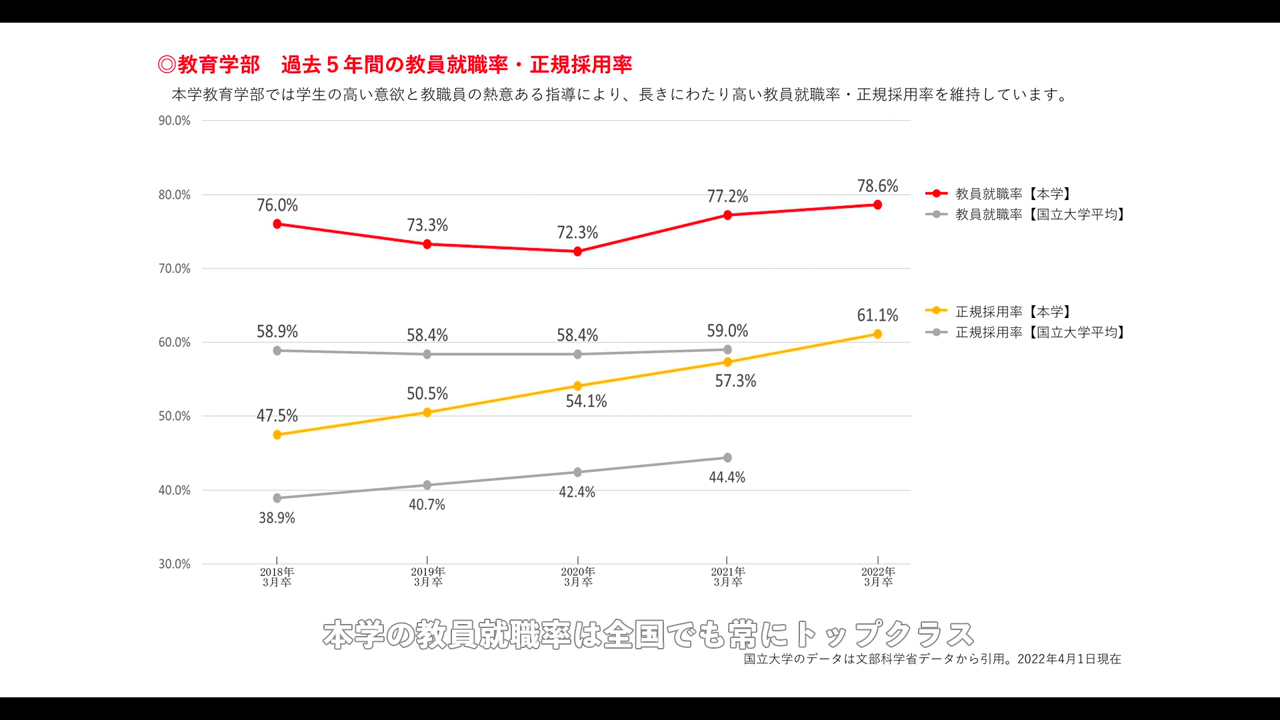 ◎教育学部　過去５年間の教員就職率・正規採用率
本学教育学部では学生の高い意欲と教職員の熱意ある指導により、長きにわたり高い教員就職率・正規採用率を維持しています。
90.0%
80.0%
70.0%
60.0%
50.0%
40.0%
30.0%
76.0%
73.3%
72.3%
77.2%
78.6%
58.9%
58.4%
58.4%
59.0%
47.5%
50.5%
54.1%
57.3%
61.1%
38.9%
40.7%
42.4%
44.4%
教員就職率【本学】
教員就職率【国立大学平均】
正規採用率【本学】
正規採用率【国立大学平均】
2018年
3月卒
2019年
3月卒
2020年
3月卒
2021年
3月卒
2022年
3月卒
本学の教員就職率は全国でも常にトップクラス
国立大学のデータは文部科学省データから引用。2022年4月1日現在